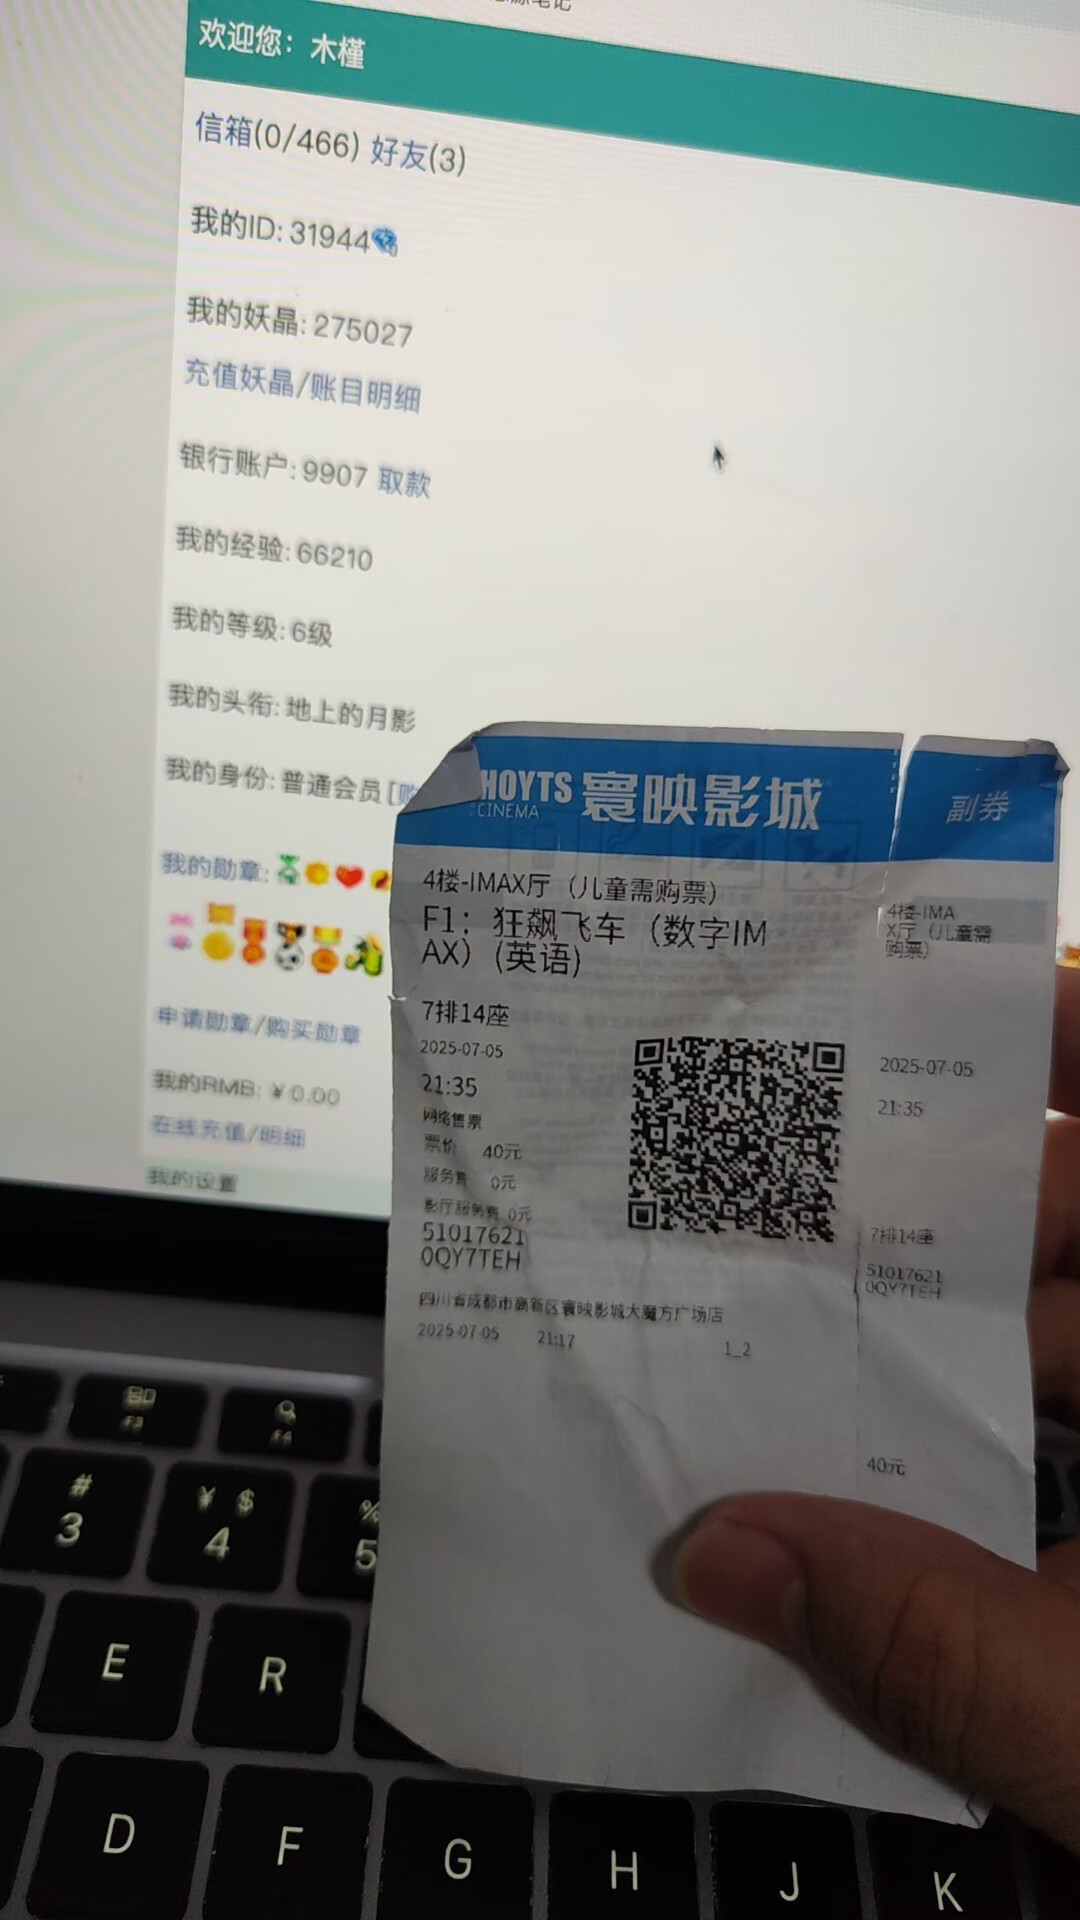 欢迎您：木槿
信箱(0/466) 好友(3)
我的ID: 31944
我的妖晶: 275027
充值妖晶/账目明细
银行账户: 9907 取款
我的经验: 66210
我的等级: 6级
我的头衔: 地上的月影
我的身份: 普通会员[购
我的勋章:
申请勋章/购买勋章
我的RMB: ￥0.00
在线充值/明细
我的设置
HOYTS 寰映影城
CINEMA
副券
4楼-IMAX厅（儿童需购票）
F1：狂飙飞车（数字IM
AX）(英语)
7排14座
2025-07-05
21:35
网络售票
票价 40元
服务费 0元
影厅服务费 0元
51017621
0QY7TEH
四川省成都市高新区寰映影城大魔方广场店
2025-07-05 21:17 1_2
4楼-IMA
X厅（儿童需
购票）
2025-07-05
21:35
7排14座
51017621
0QY7TEH
40元
F3
F4
#
3
¥ $
4
%
5
E
R
D
F
G
H
J
K